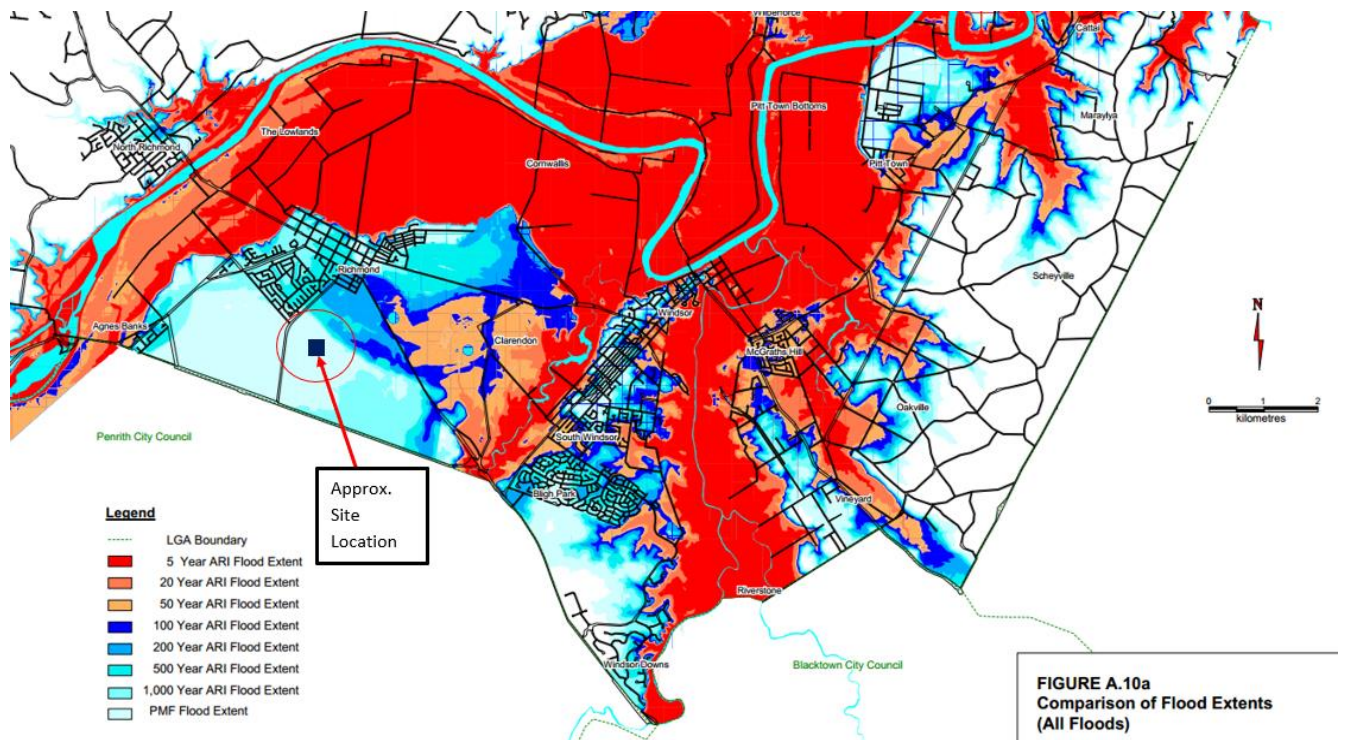 Wilberforce
Cattai
Pitt Town Bottoms
Maraylya
The Lowlands
North Richmond
Cornwallis
Pitt Town
Scheyville
Richmond
Windsor
Agnes Banks
Clarendon
McGraths Hill
N
Oakville
0 1 2
kilometres
Penrith City Council
South Windsor
Approx.
Site
Location
Bligh Park
Vineyard
Legend
LGA Boundary
5 Year ARI Flood Extent
20 Year ARI Flood Extent
50 Year ARI Flood Extent
100 Year ARI Flood Extent
200 Year ARI Flood Extent
500 Year ARI Flood Extent
1,000 Year ARI Flood Extent
PMF Flood Extent
Riverstone
Windsor Downs
Blacktown City Council
FIGURE A.10a
Comparison of Flood Extents
(All Floods)